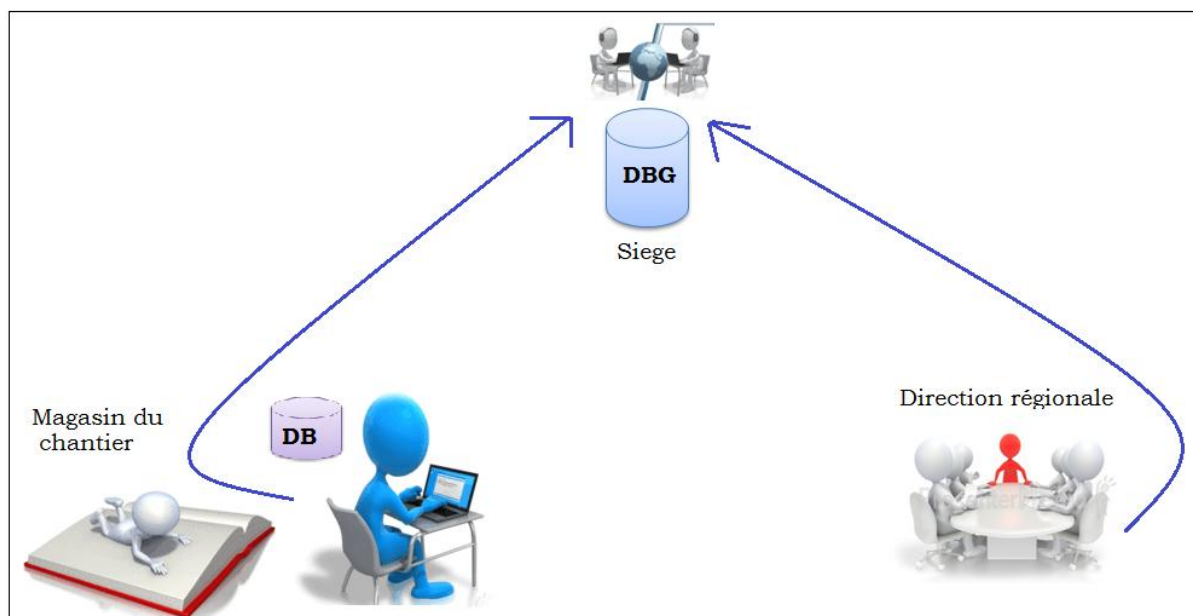 DBG
Siege
Direction régionale
Magasin du
chantier
DB